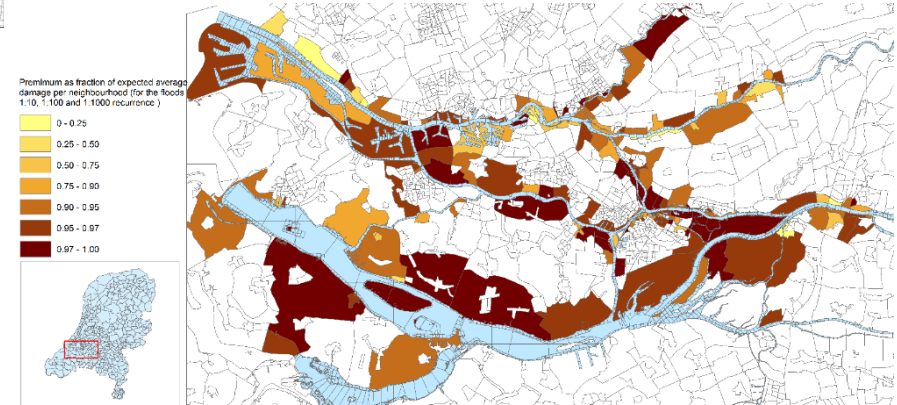 Premimum as fraction of expected average
damage per neighbourhood (for the floods
1:10, 1:100 and 1:1000 recurrence )
0 - 0.25
0.25 - 0.50
0.50 - 0.75
0.75 - 0.90
0.90 - 0.95
0.95 - 0.97
0.97 - 1.00